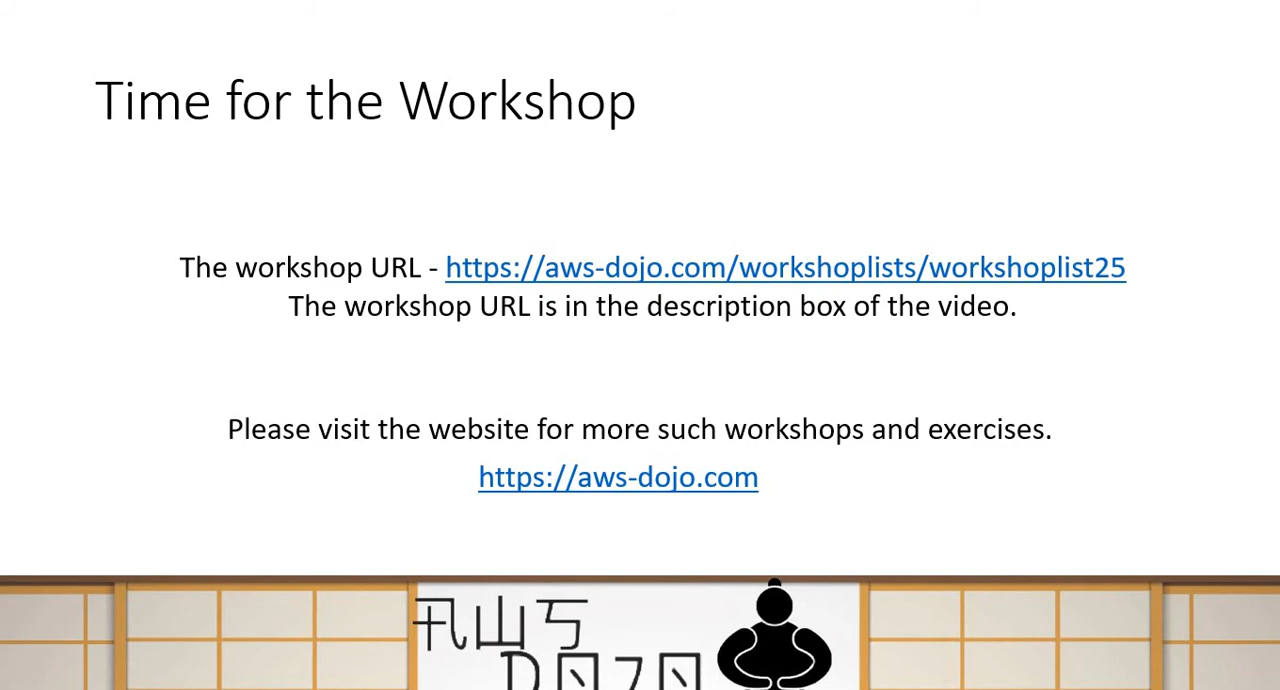 Time for the Workshop
The workshop URL - https://aws-dojo.com/workshoplists/workshoplist25
The workshop URL is in the description box of the video.
Please visit the website for more such workshops and exercises.
https://aws-dojo.com
AWS
DOJO